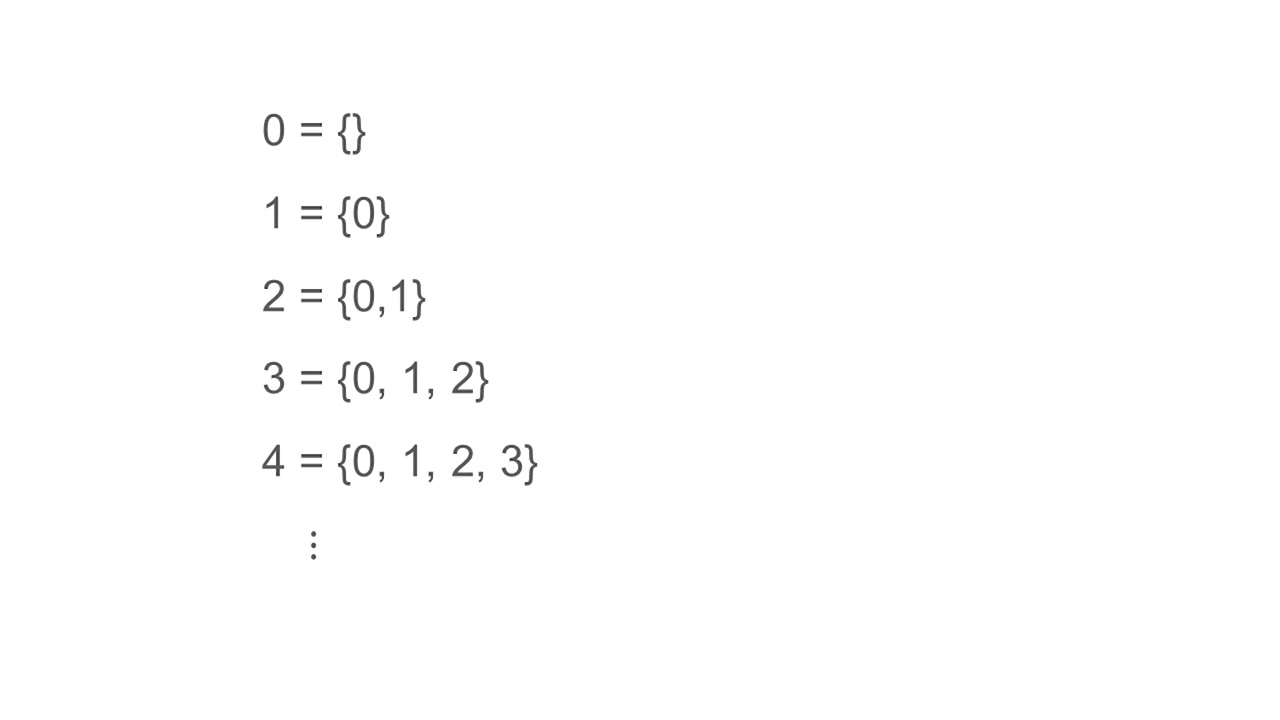 0 = {}
1 = {0}
2 = {0,1}
3 = {0, 1, 2}
4 = {0, 1, 2, 3}
⋮